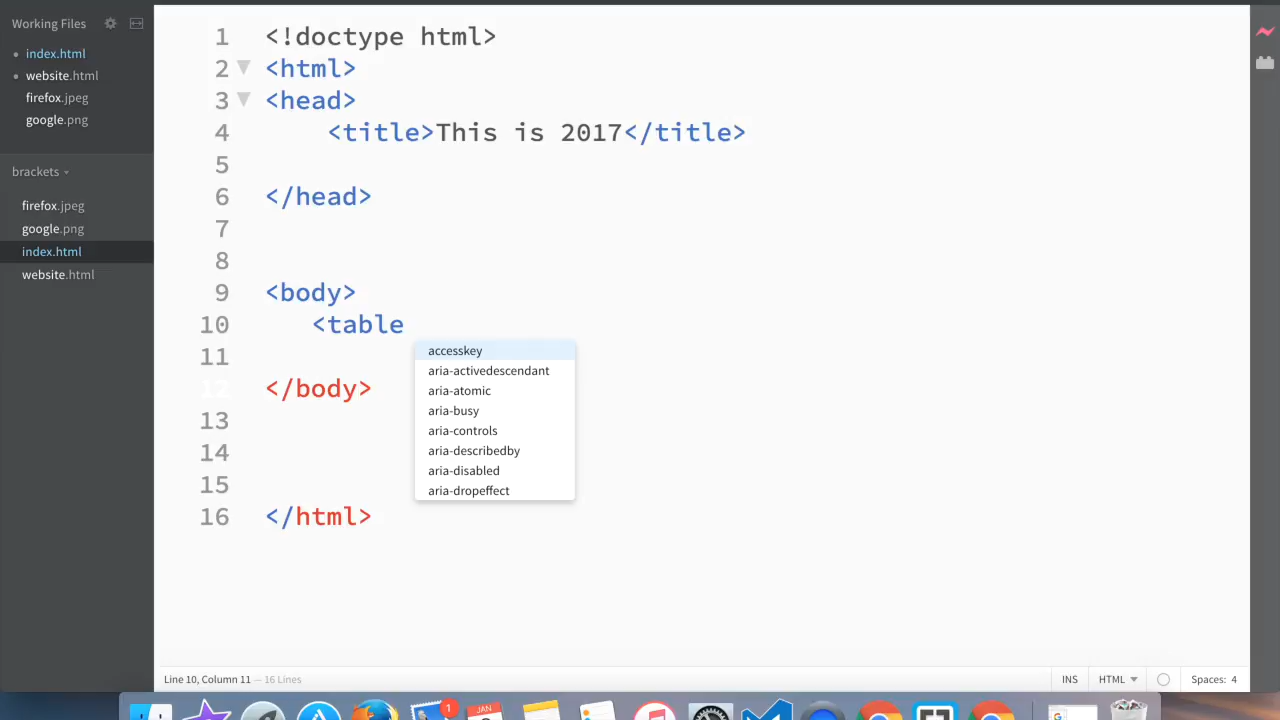 Working Files
index.html
website.html
firefox.jpeg
google.png
brackets
firefox.jpeg
google.png
index.html
website.html
1 <!doctype html>
2 <html>
3 <head>
4 <title>This is 2017</title>
5
6 </head>
7
8
9 <body>
10 <table
11
12 </body>
13
14
15
16 </html>
accesskey
aria-activedescendant
aria-atomic
aria-busy
aria-controls
aria-describedby
aria-disabled
aria-dropeffect
Line 10, Column 11 — 16 Lines
INS HTML Spaces: 4
1
JAN
G